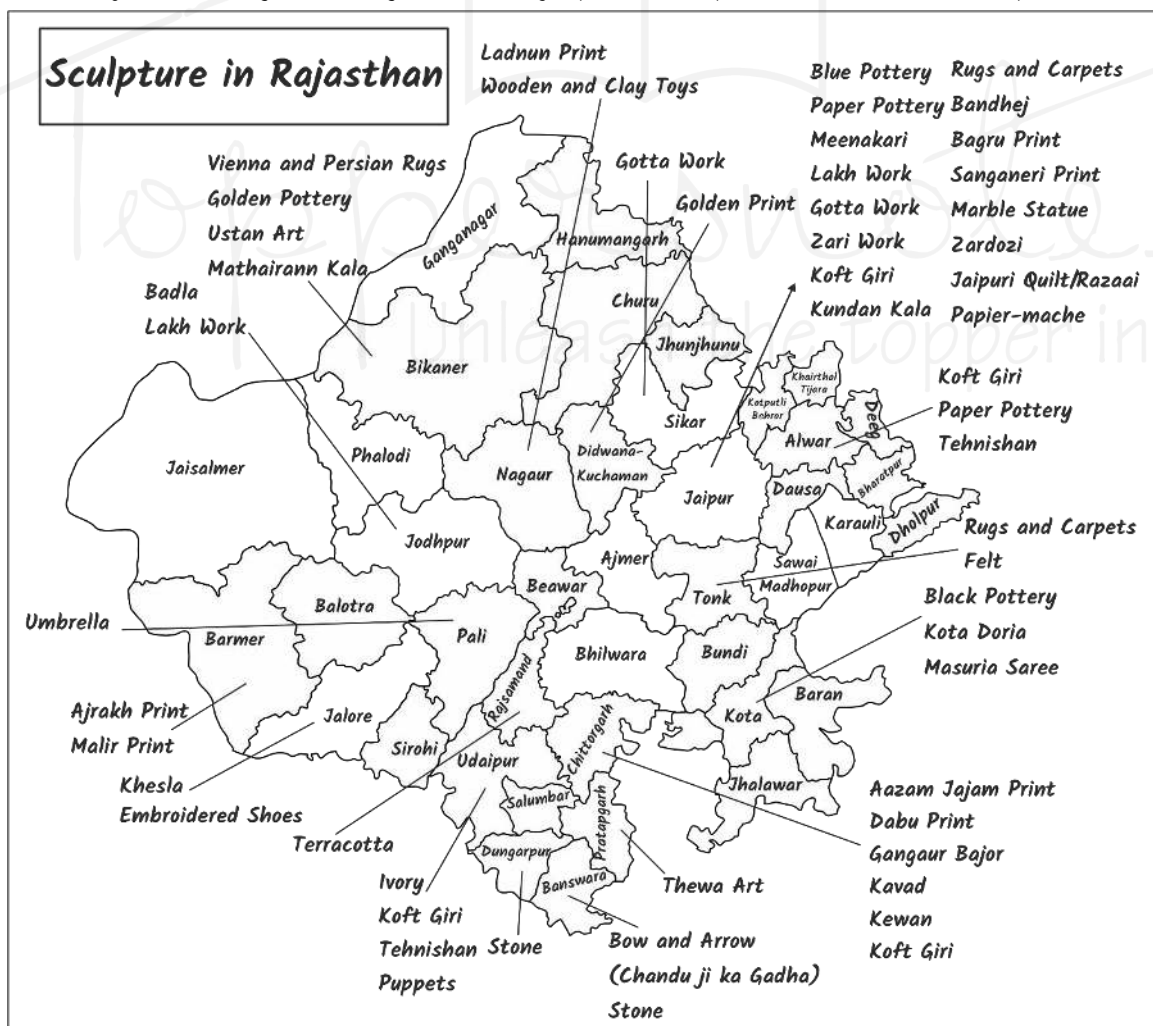 Sculpture in Rajasthan
Ladnun Print
Wooden and Clay Toys
Vienna and Persian Rugs
Golden Pottery
Ustan Art
Mathairann Kala
Badla
Lakh Work
Gotta Work
Golden Print
Blue Pottery
Paper Pottery
Meenakari
Lakh Work
Gotta Work
Zari Work
Koft Giri
Kundan Kala
Rugs and Carpets
Bandhej
Bagru Print
Sanganeri Print
Marble Statue
Zardozi
Jaipuri Quilt/Razaai
Papier-mache
Ganganagar
Hanumangarh
Churu
Jhunjhunu
Bikaner
Sikar
Khairthal
Tijara
Kotputli
Behror
Alwar
Deeg
Bharatpur
Koft Giri
Paper Pottery
Tehnishan
Jaisalmer
Phalodi
Nagaur
Didwana-
Kuchaman
Jaipur
Dausa
Karauli
Dholpur
Jodhpur
Ajmer
Beawar
Tonk
Sawai
Madhopur
Rugs and Carpets
Felt
Umbrella
Barmer
Balotra
Pali
Rajsamand
Bhilwara
Bundi
Kota
Baran
Black Pottery
Kota Doria
Masuria Saree
Ajrakh Print
Malir Print
Jalore
Sirohi
Udaipur
Chittorgarh
Jhalawar
Khesla
Embroidered Shoes
Terracotta
Salumbar
Pratapgarh
Dungarpur
Banswara
Aazam Jajam Print
Dabu Print
Gangaur Bajor
Kavad
Kewan
Koft Giri
Ivory
Koft Giri
Tehnishan
Puppets
Stone
Thewa Art
Bow and Arrow
(Chandu ji ka Gadha)
Stone